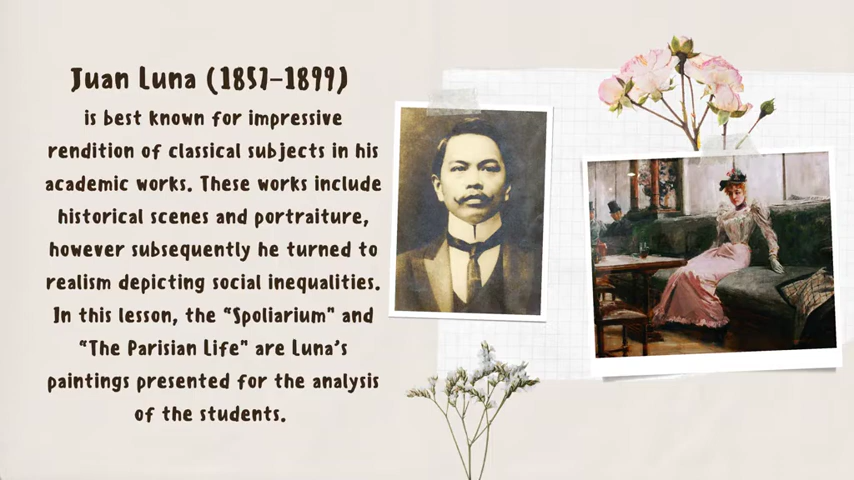 Juan Luna (1857-1899)
is best known for impressive
rendition of classical subjects in his
academic works. These works include
historical scenes and portraiture,
however subsequently he turned to
realism depicting social inequalities.
In this lesson, the "Spoliarium" and
"The Parisian Life" are Luna's
paintings presented for the analysis
of the students.